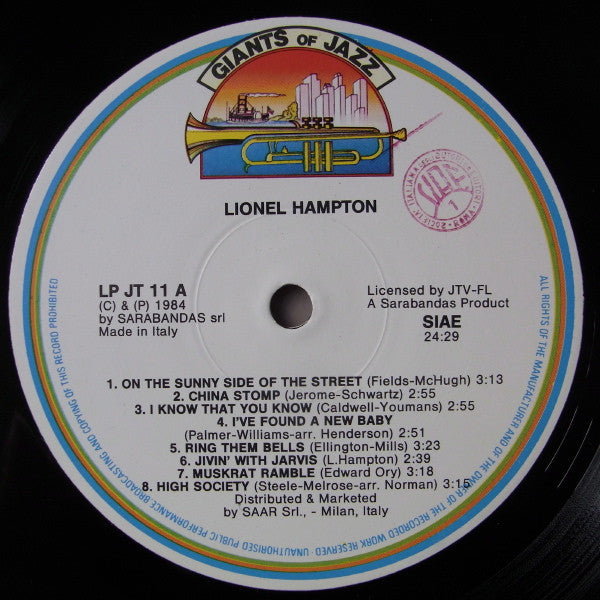 GIANTS OF JAZZ
LIONEL HAMPTON
LP JT 11 A
(C) & (P) 1984
by SARABANDAS srl
Made in Italy
Licensed by JTV-FL
A Sarabandas Product
SIAE
24:29
1. ON THE SUNNY SIDE OF THE STREET (Fields-McHugh) 3:13
2. CHINA STOMP (Jerome-Schwartz) 2:55
3. I KNOW THAT YOU KNOW (Caldwell-Youmans) 2:55
4. I'VE FOUND A NEW BABY
(Palmer-Williams-arr. Henderson) 2:51
5. RING THEM BELLS (Ellington-Mills) 3:23
6. JIVIN' WITH JARVIS (L.Hampton) 2:39
7. MUSKRAT RAMBLE (Edward Ory) 3:18
8. HIGH SOCIETY (Steele-Melrose-arr. Norman) 3:15
Distributed & Marketed
by SAAR Srl., - Milan, Italy
ALL RIGHTS OF THE MANUFACTURER AND OF THE OWNER OF THE RECORDED WORK RESERVED - UNAUTHORISED PUBLIC PERFORMANCE BROADCASTING AND COPYING OF THIS RECORD PROHIBITED
ITALIANA
ROMA
SOCIETÀ
1